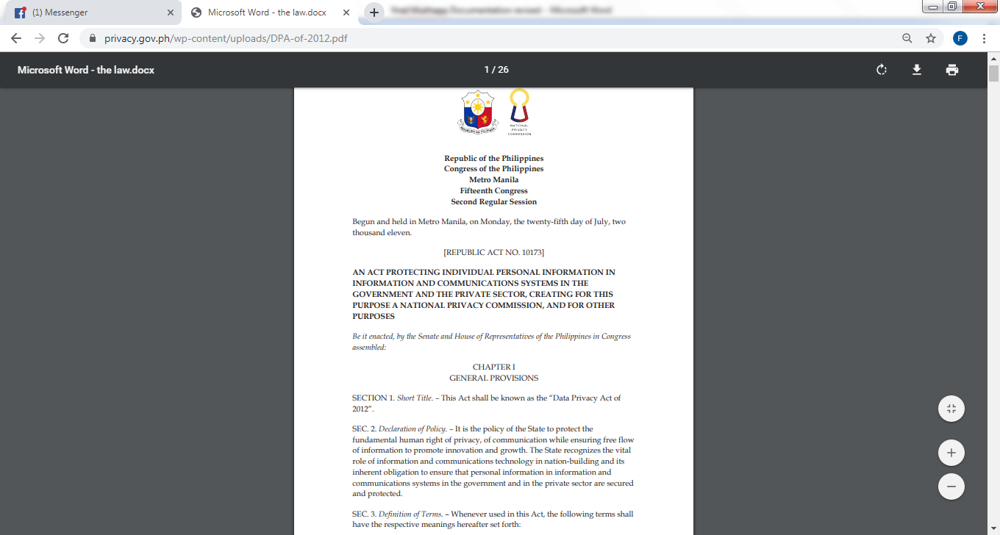 (1) Messenger
Microsoft Word - the law.docx
privacy.gov.ph/wp-content/uploads/DPA-of-2012.pdf
F
Microsoft Word - the law.docx
1 / 26
NATIONAL
PRIVACY
COMMISSION
Republic of the Philippines
Congress of the Philippines
Metro Manila
Fifteenth Congress
Second Regular Session
Begun and held in Metro Manila, on Monday, the twenty-fifth day of July, two
thousand eleven.
[REPUBLIC ACT NO. 10173]
AN ACT PROTECTING INDIVIDUAL PERSONAL INFORMATION IN
INFORMATION AND COMMUNICATIONS SYSTEMS IN THE
GOVERNMENT AND THE PRIVATE SECTOR, CREATING FOR THIS
PURPOSE A NATIONAL PRIVACY COMMISSION, AND FOR OTHER
PURPOSES
Be it enacted, by the Senate and House of Representatives of the Philippines in Congress
assembled:
CHAPTER I
GENERAL PROVISIONS
SECTION 1. Short Title. – This Act shall be known as the “Data Privacy Act of
2012”.
SEC. 2. Declaration of Policy. – It is the policy of the State to protect the
fundamental human right of privacy, of communication while ensuring free flow
of information to promote innovation and growth. The State recognizes the vital
role of information and communications technology in nation-building and its
inherent obligation to ensure that personal information in information and
communications systems in the government and in the private sector are secured
and protected.
SEC. 3. Definition of Terms. – Whenever used in this Act, the following terms shall
have the respective meanings hereafter set forth: